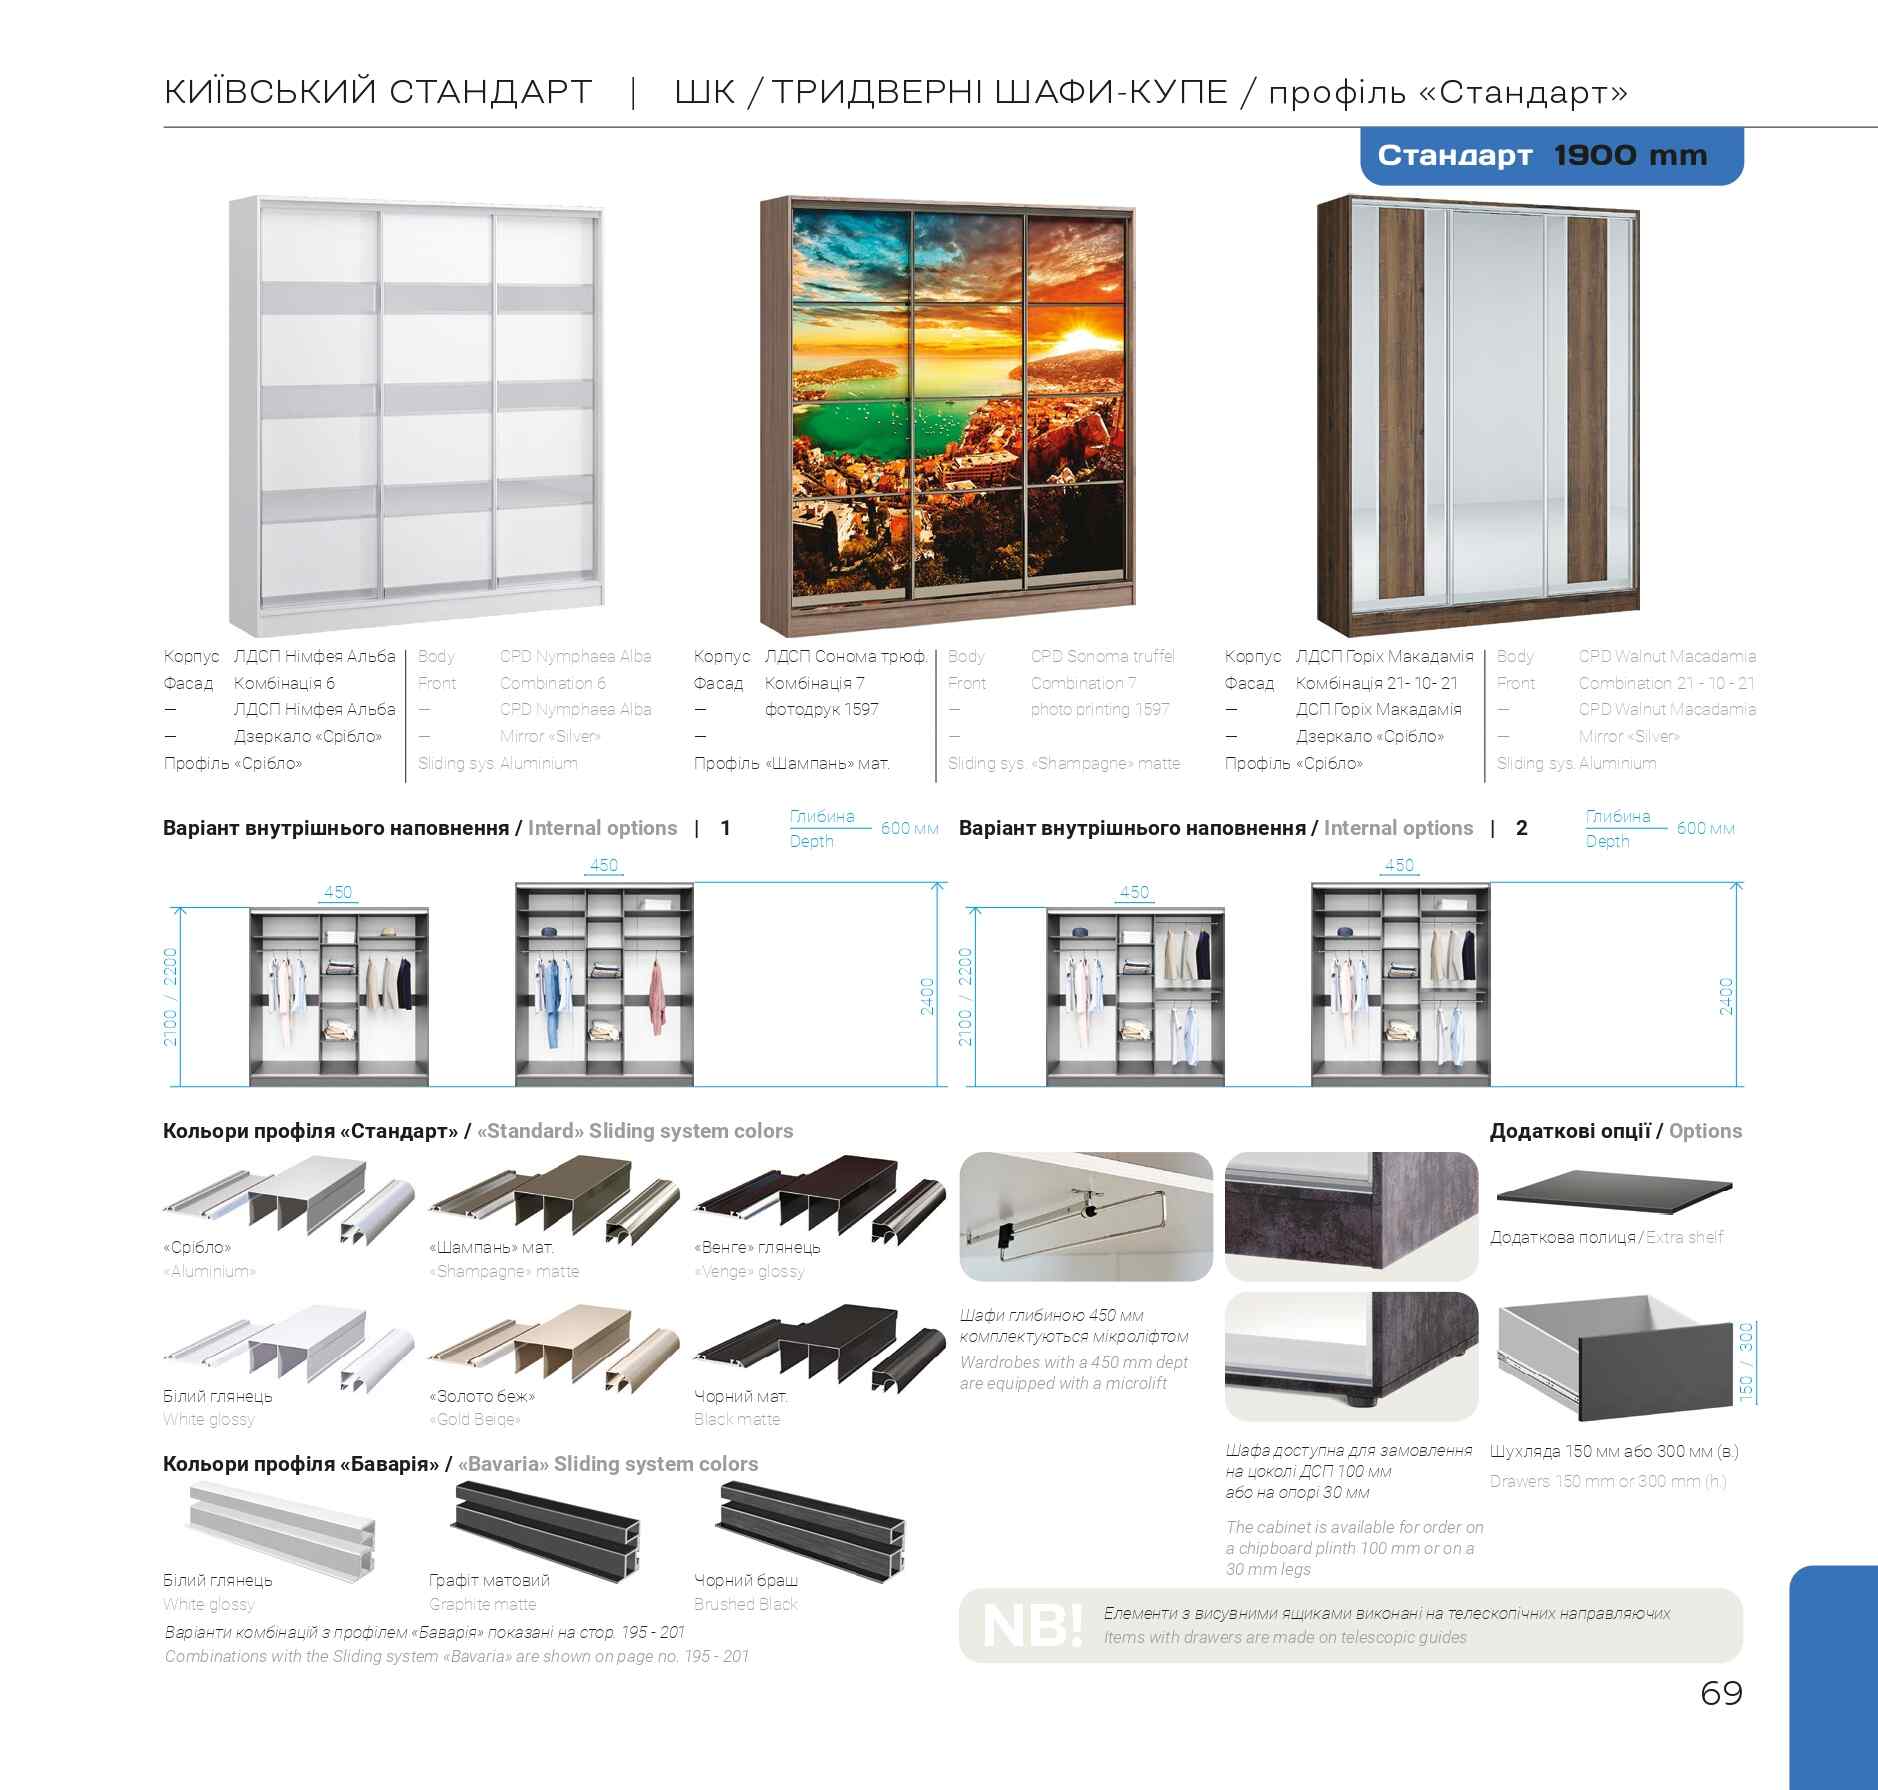 КИЇВСЬКИЙ СТАНДАРТ | ШК / ТРИДВЕРНІ ШАФИ-КУПЕ / профіль «Стандарт»
Стандарт 1900 mm
Корпус ЛДСП Німфея Альба
Фасад Комбінація 6
— ЛДСП Німфея Альба
— Дзеркало «Срібло»
Профіль «Срібло»
Body CPD Nymphaea Alba
Front Combination 6
— CPD Nymphaea Alba
— Mirror «Silver»
Sliding sys. Aluminium
Корпус ЛДСП Сонома трюф.
Фасад Комбінація 7
— фотодрук 1597
—
Профіль «Шампань» мат.
Body CPD Sonoma truffel
Front Combination 7
— photo printing 1597
—
Sliding sys. «Shampagne» matte
Корпус ЛДСП Горіх Макадамія
Фасад Комбінація 21- 10- 21
— ДСП Горіх Макадамія
— Дзеркало «Срібло»
Профіль «Срібло»
Body CPD Walnut Macadamia
Front Combination 21 - 10 - 21
— CPD Walnut Macadamia
— Mirror «Silver»
Sliding sys. Aluminium
Варіант внутрішнього наповнення / Internal options | 1
Глибина
Depth
600 мм
450
450
2100 / 2200
2400
Варіант внутрішнього наповнення / Internal options | 2
Глибина
Depth
600 мм
450
450
2100 / 2200
2400
Кольори профіля «Стандарт» / «Standard» Sliding system colors
«Срібло»
«Aluminium»
«Шампань» мат.
«Shampagne» matte
«Венге» глянець
«Venge» glossy
Білий глянець
White glossy
«Золото беж»
«Gold Beige»
Чорний мат.
Black matte
Кольори профіля «Баварія» / «Bavaria» Sliding system colors
Білий глянець
White glossy
Графіт матовий
Graphite matte
Чорний браш
Brushed Black
Варіанти комбінацій з профілем «Баварія» показані на стор. 195 - 201
Combinations with the Sliding system «Bavaria» are shown on page no. 195 - 201
Шафи глибиною 450 мм
комплектуються мікроліфтом
Wardrobes with a 450 mm dept
are equipped with a microlift
Шафа доступна для замовлення
на цоколі ДСП 100 мм
або на опорі 30 мм
The cabinet is available for order on
a chipboard plinth 100 mm or on a
30 mm legs
Додаткові опції / Options
Додаткова полиця / Extra shelf
150 / 300
Шухляда 150 мм або 300 мм (в.)
Drawers 150 mm or 300 mm (h.)
NB!
Елементи з висувними ящиками виконані на телескопічних направляючих
Items with drawers are made on telescopic guides
69